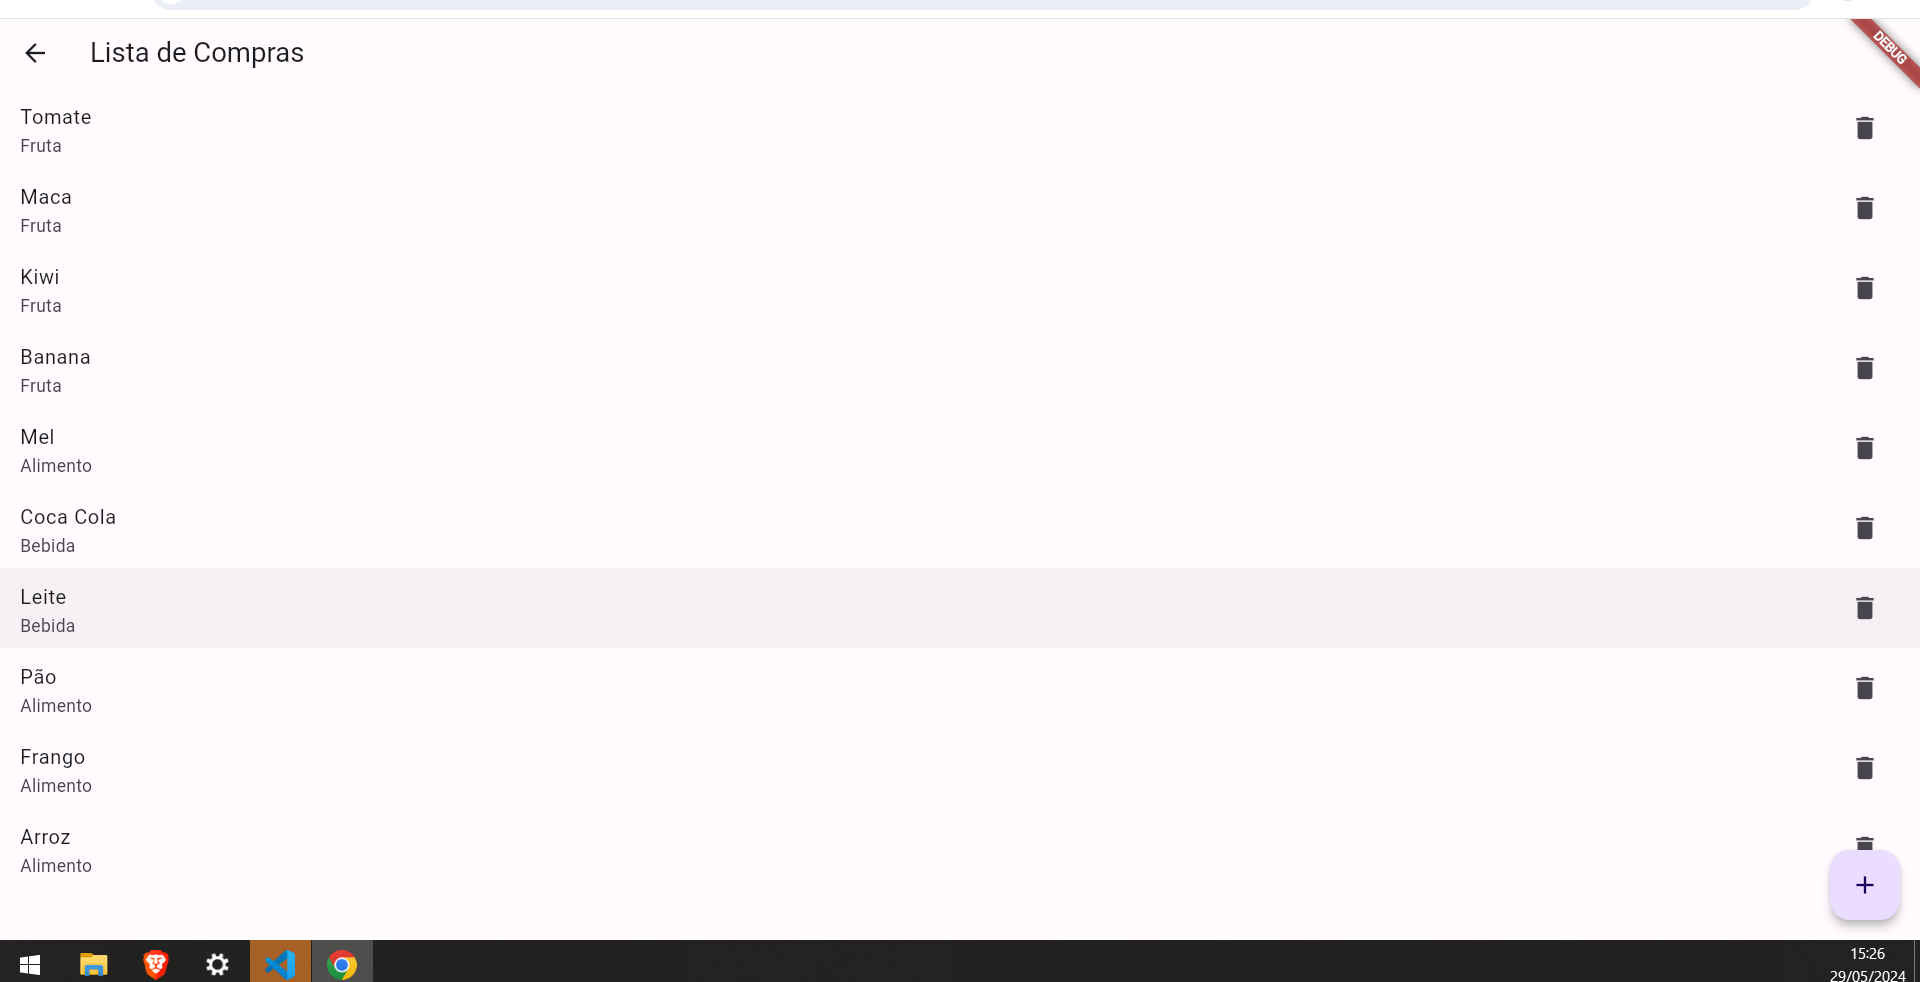 Lista de Compras
DEBUG
Tomate
Fruta
Maca
Fruta
Kiwi
Fruta
Banana
Fruta
Mel
Alimento
Coca Cola
Bebida
Leite
Bebida
Pão
Alimento
Frango
Alimento
Arroz
Alimento
15:26
29/05/2024